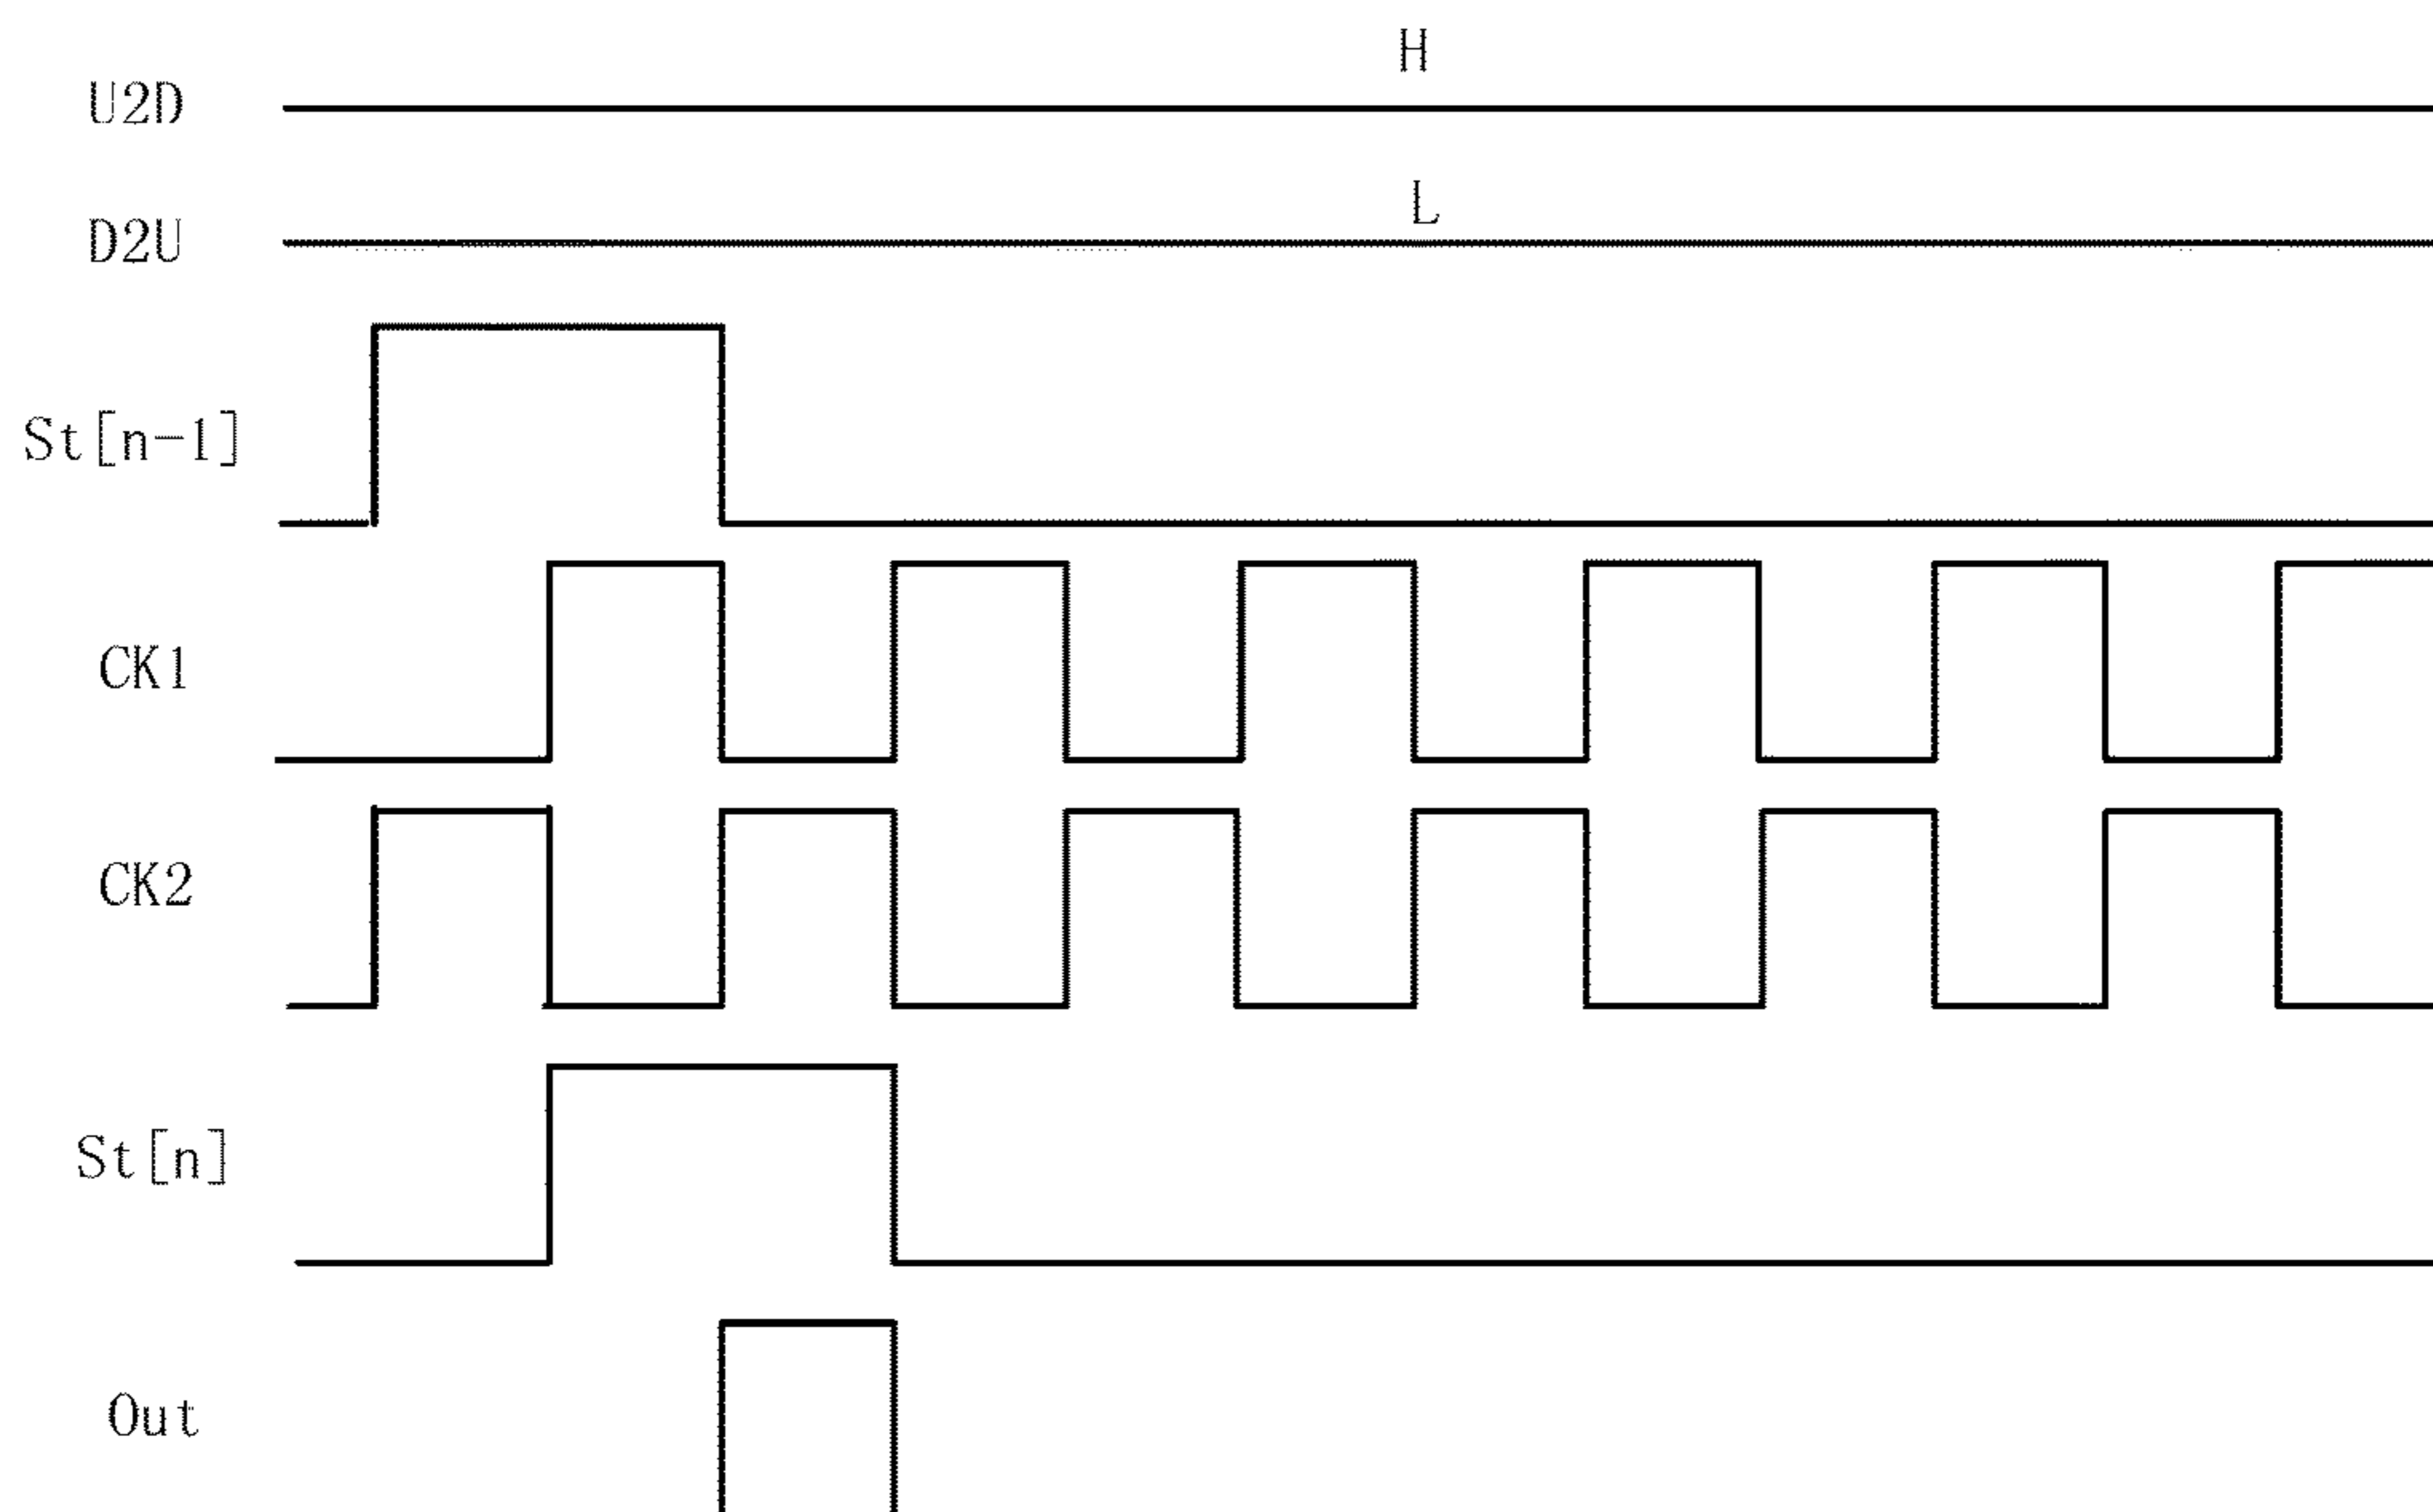 H
U2D
L
D2U
St[n-1]
CK1
CK2
St[n]
Out